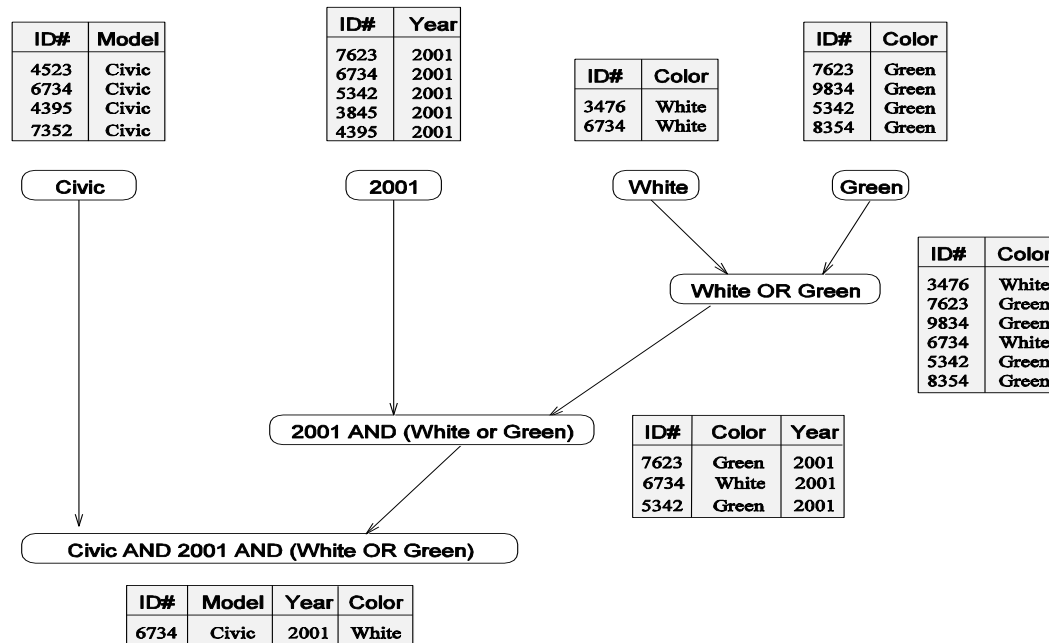 ID# Model
4523 Civic
6734 Civic
4395 Civic
7352 Civic
ID# Year
7623 2001
6734 2001
5342 2001
3845 2001
4395 2001
ID# Color
3476 White
6734 White
ID# Color
7623 Green
9834 Green
5342 Green
8354 Green
Civic
2001
White
Green
White OR Green
ID# Color
3476 White
7623 Green
9834 Green
6734 White
5342 Green
8354 Green
2001 AND (White or Green)
ID# Color Year
7623 Green 2001
6734 White 2001
5342 Green 2001
Civic AND 2001 AND (White OR Green)
ID# Model Year Color
6734 Civic 2001 White